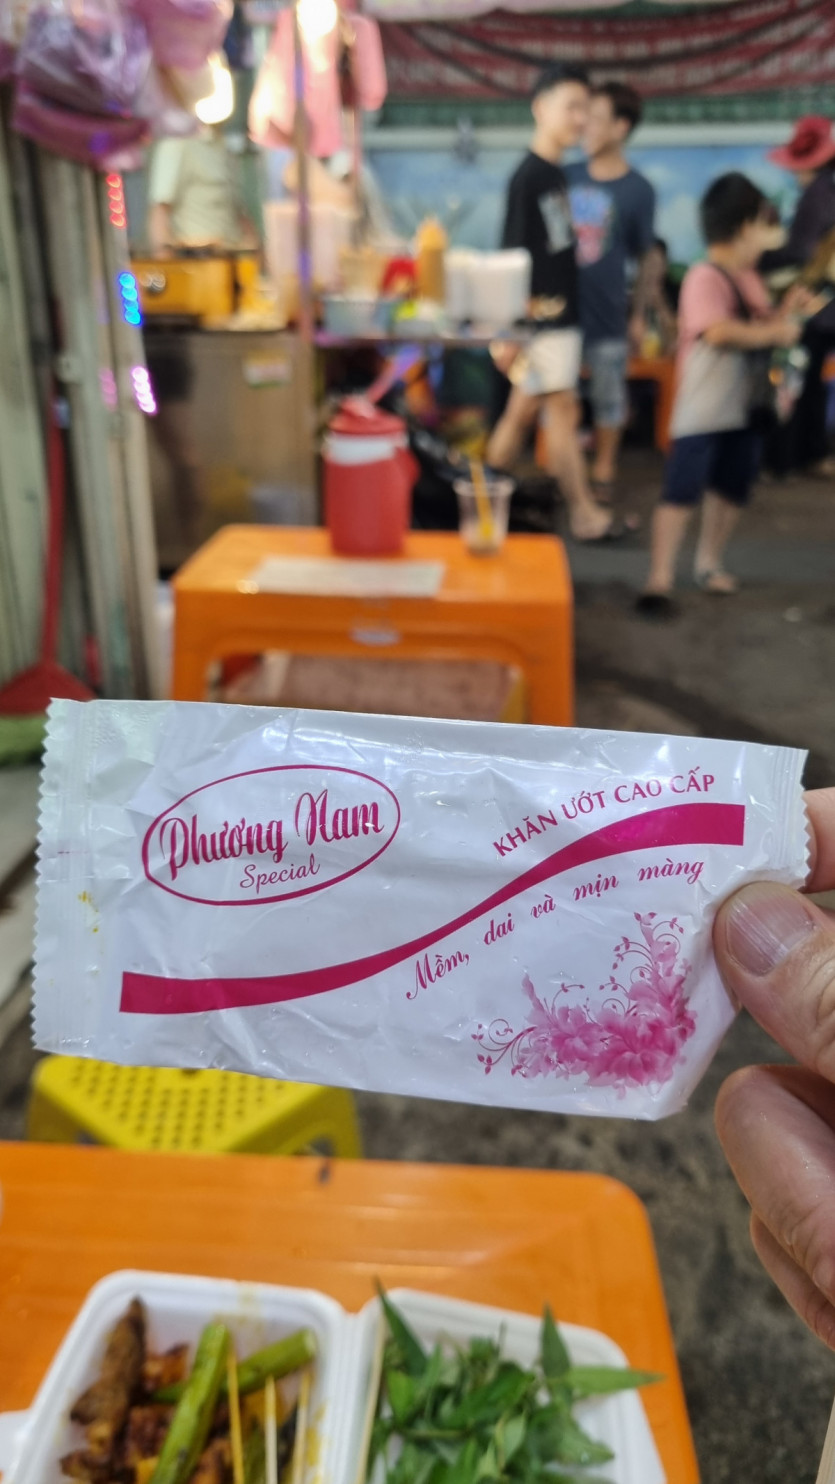 Phương Nam
Special
KHĂN ƯỚT CAO CẤP
Mềm, dai và mịn màng